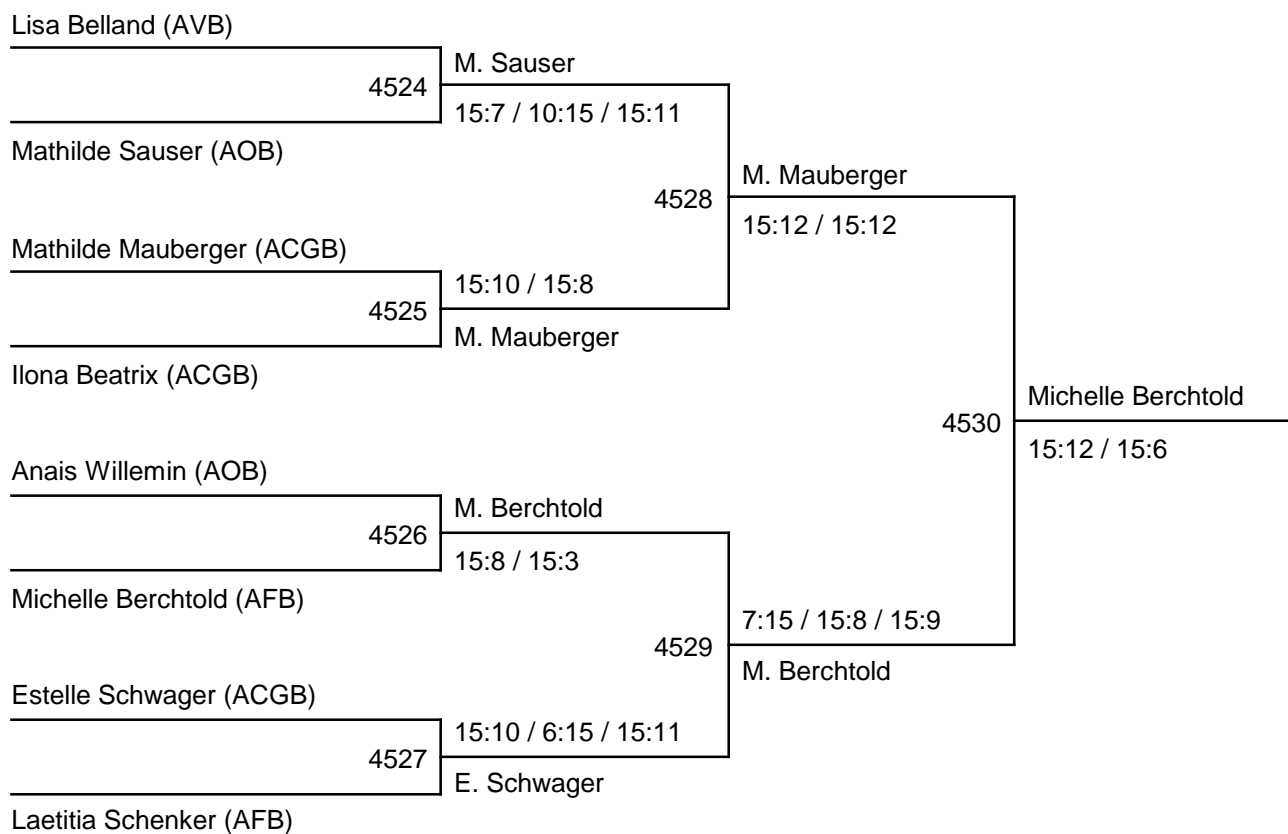 Lisa Belland (AVB)
M. Sauser
4524
15:7 / 10:15 / 15:11
Mathilde Sauser (AOB)
M. Mauberger
4528
15:12 / 15:12
Mathilde Mauberger (ACGB)
15:10 / 15:8
4525
M. Mauberger
Ilona Beatrix (ACGB)
Michelle Berchtold
4530
15:12 / 15:6
Anais Willemin (AOB)
M. Berchtold
4526
15:8 / 15:3
Michelle Berchtold (AFB)
7:15 / 15:8 / 15:9
4529
M. Berchtold
Estelle Schwager (ACGB)
15:10 / 6:15 / 15:11
4527
E. Schwager
Laetitia Schenker (AFB)